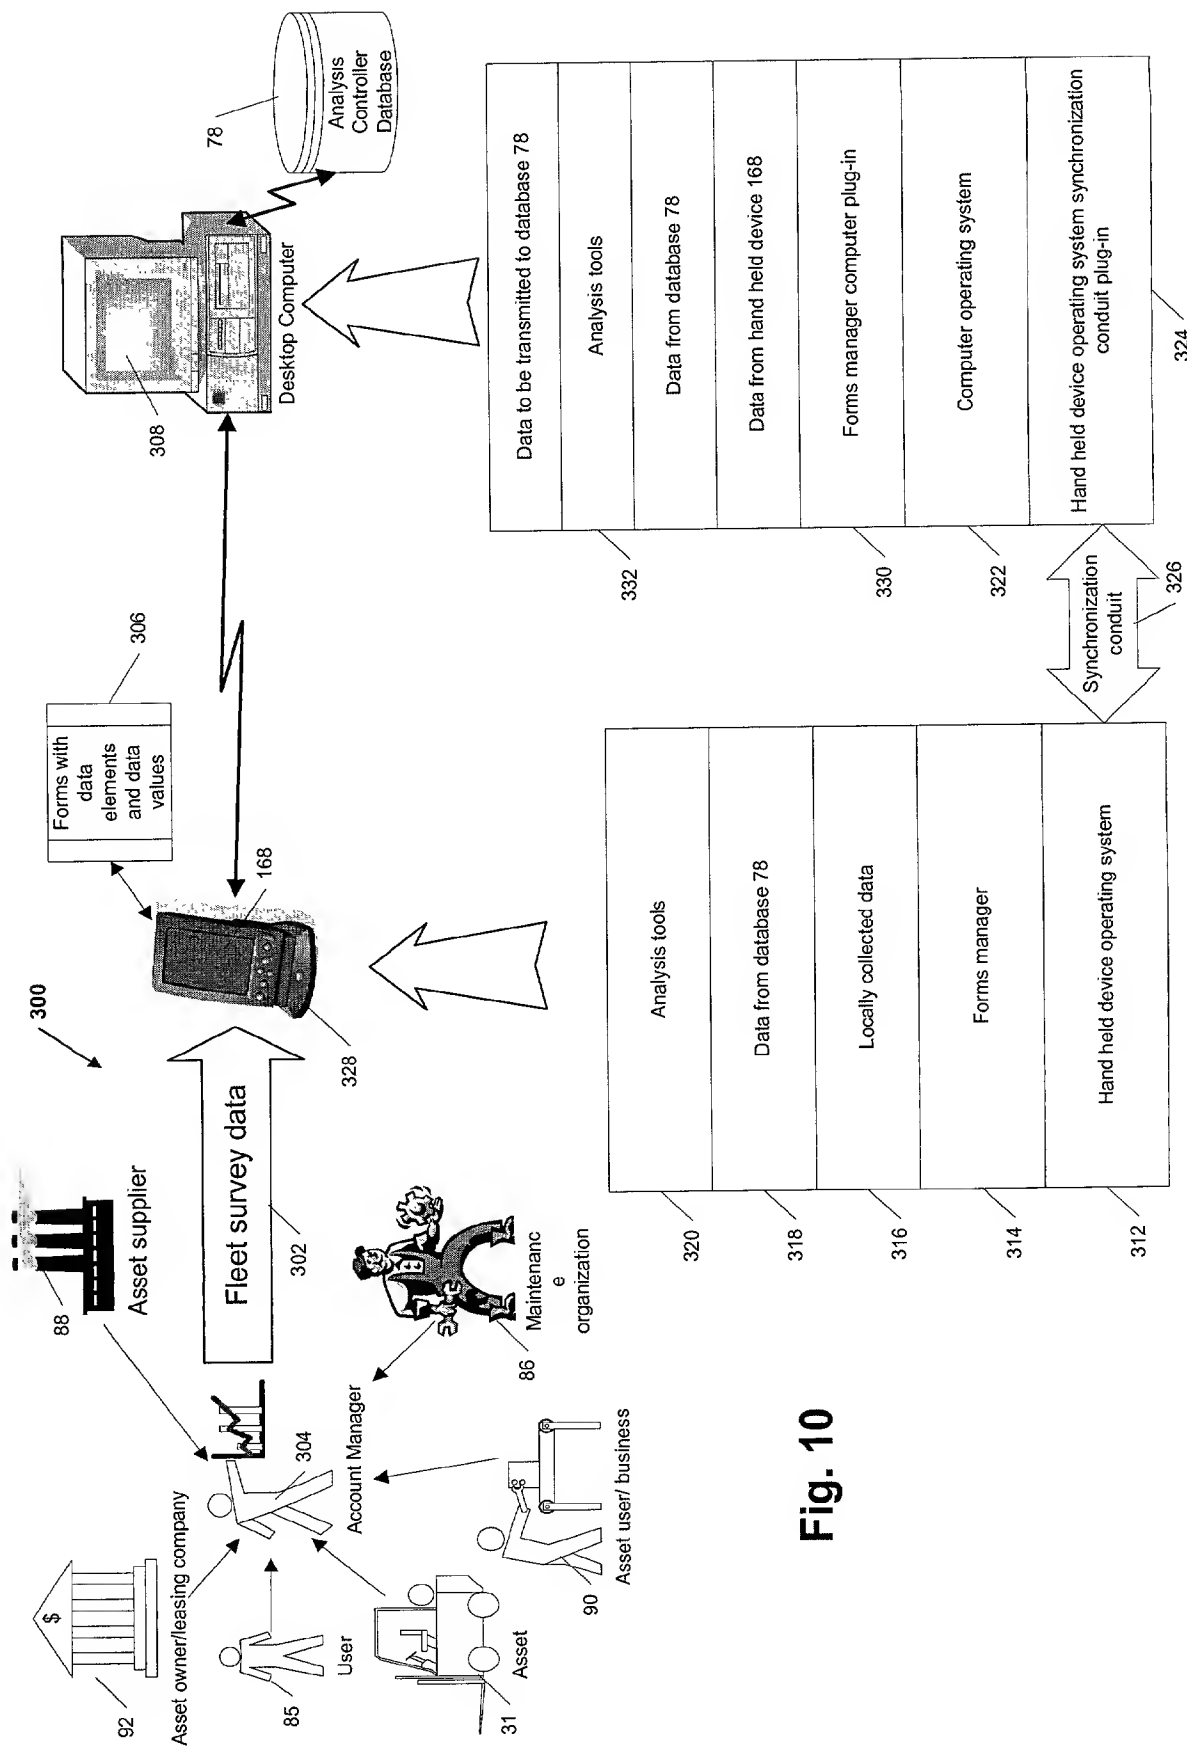 92
$
Asset owner/leasing company
85
User
31
Asset
88
Asset supplier
304
Account Manager
90
Asset user/ business
86
Maintenanc
e
organization
300
Fleet survey data
302
328
168
306
Forms with
data
elements
and data
values
308
Desktop Computer
78
Analysis
Controller
Database
320
318
316
314
312
Analysis tools
Data from database 78
Locally collected data
Forms manager
Hand held device operating system
Synchronization
conduit
326
332
330
322
324
Data to be transmitted to database 78
Analysis tools
Data from database 78
Data from hand held device 168
Forms manager computer plug-in
Computer operating system
Hand held device operating system synchronization
conduit plug-in
Fig. 10